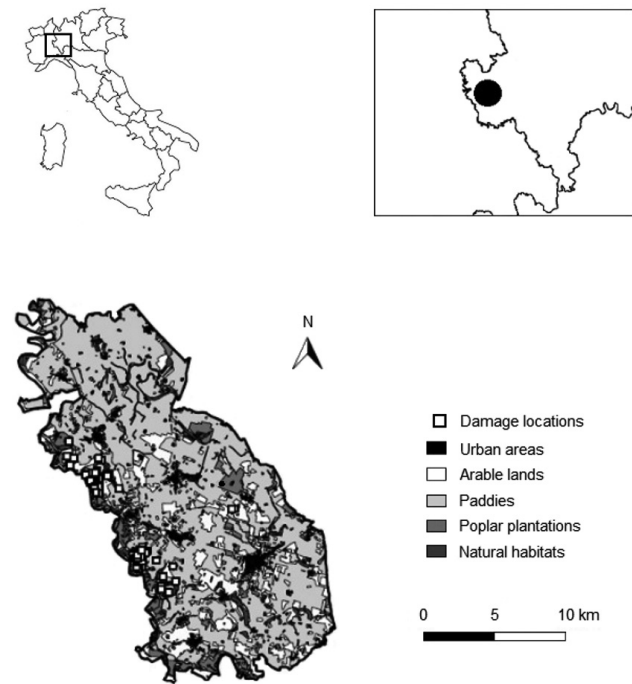 N
Damage locations
Urban areas
Arable lands
Paddies
Poplar plantations
Natural habitats
0 5 10 km